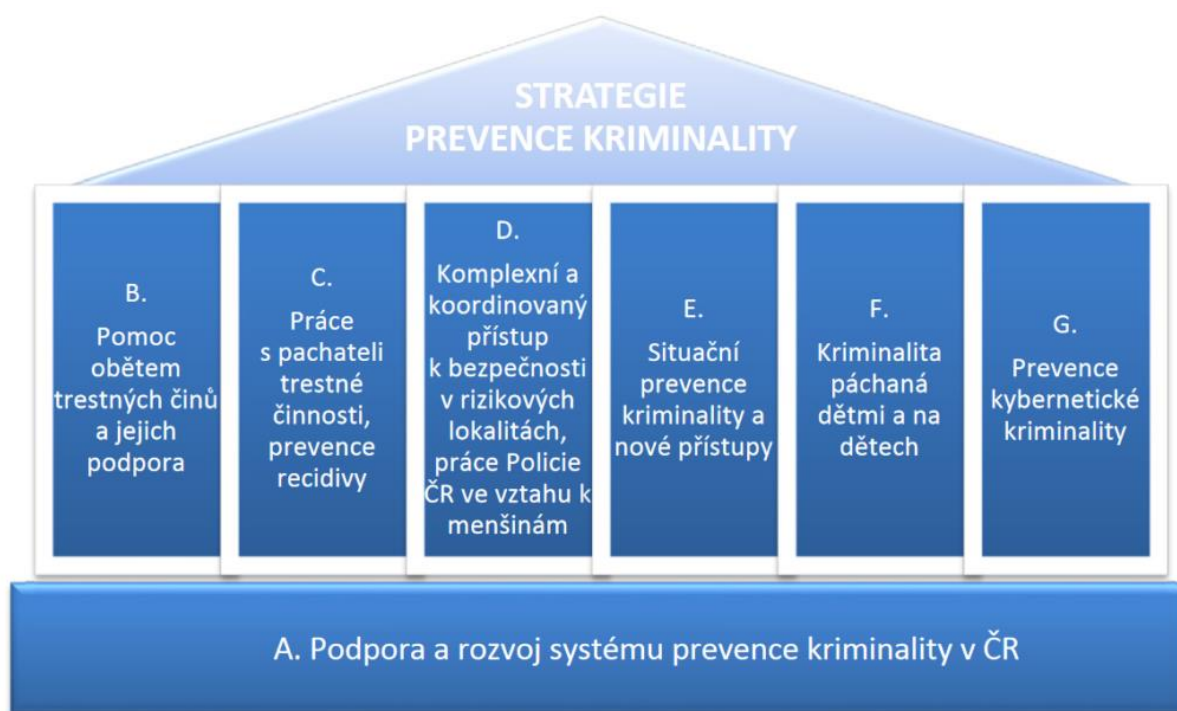 STRATEGIE
PREVENCE KRIMINALITY
B.
Pomoc
obětem
trestných činů
a jejich
podpora
C.
Práce
s pachateli
trestné
činnosti,
prevence
recidivy
D.
Komplexní a
koordinovaný
přístup
k bezpečnosti
v rizikových
lokalitách,
práce Policie
ČR ve vztahu k
menšinám
E.
Situační
prevence
kriminality a
nové přístupy
F.
Kriminalita
páchaná
dětmi a na
dětech
G.
Prevence
kybernetické
kriminality
A. Podpora a rozvoj systému prevence kriminality v ČR